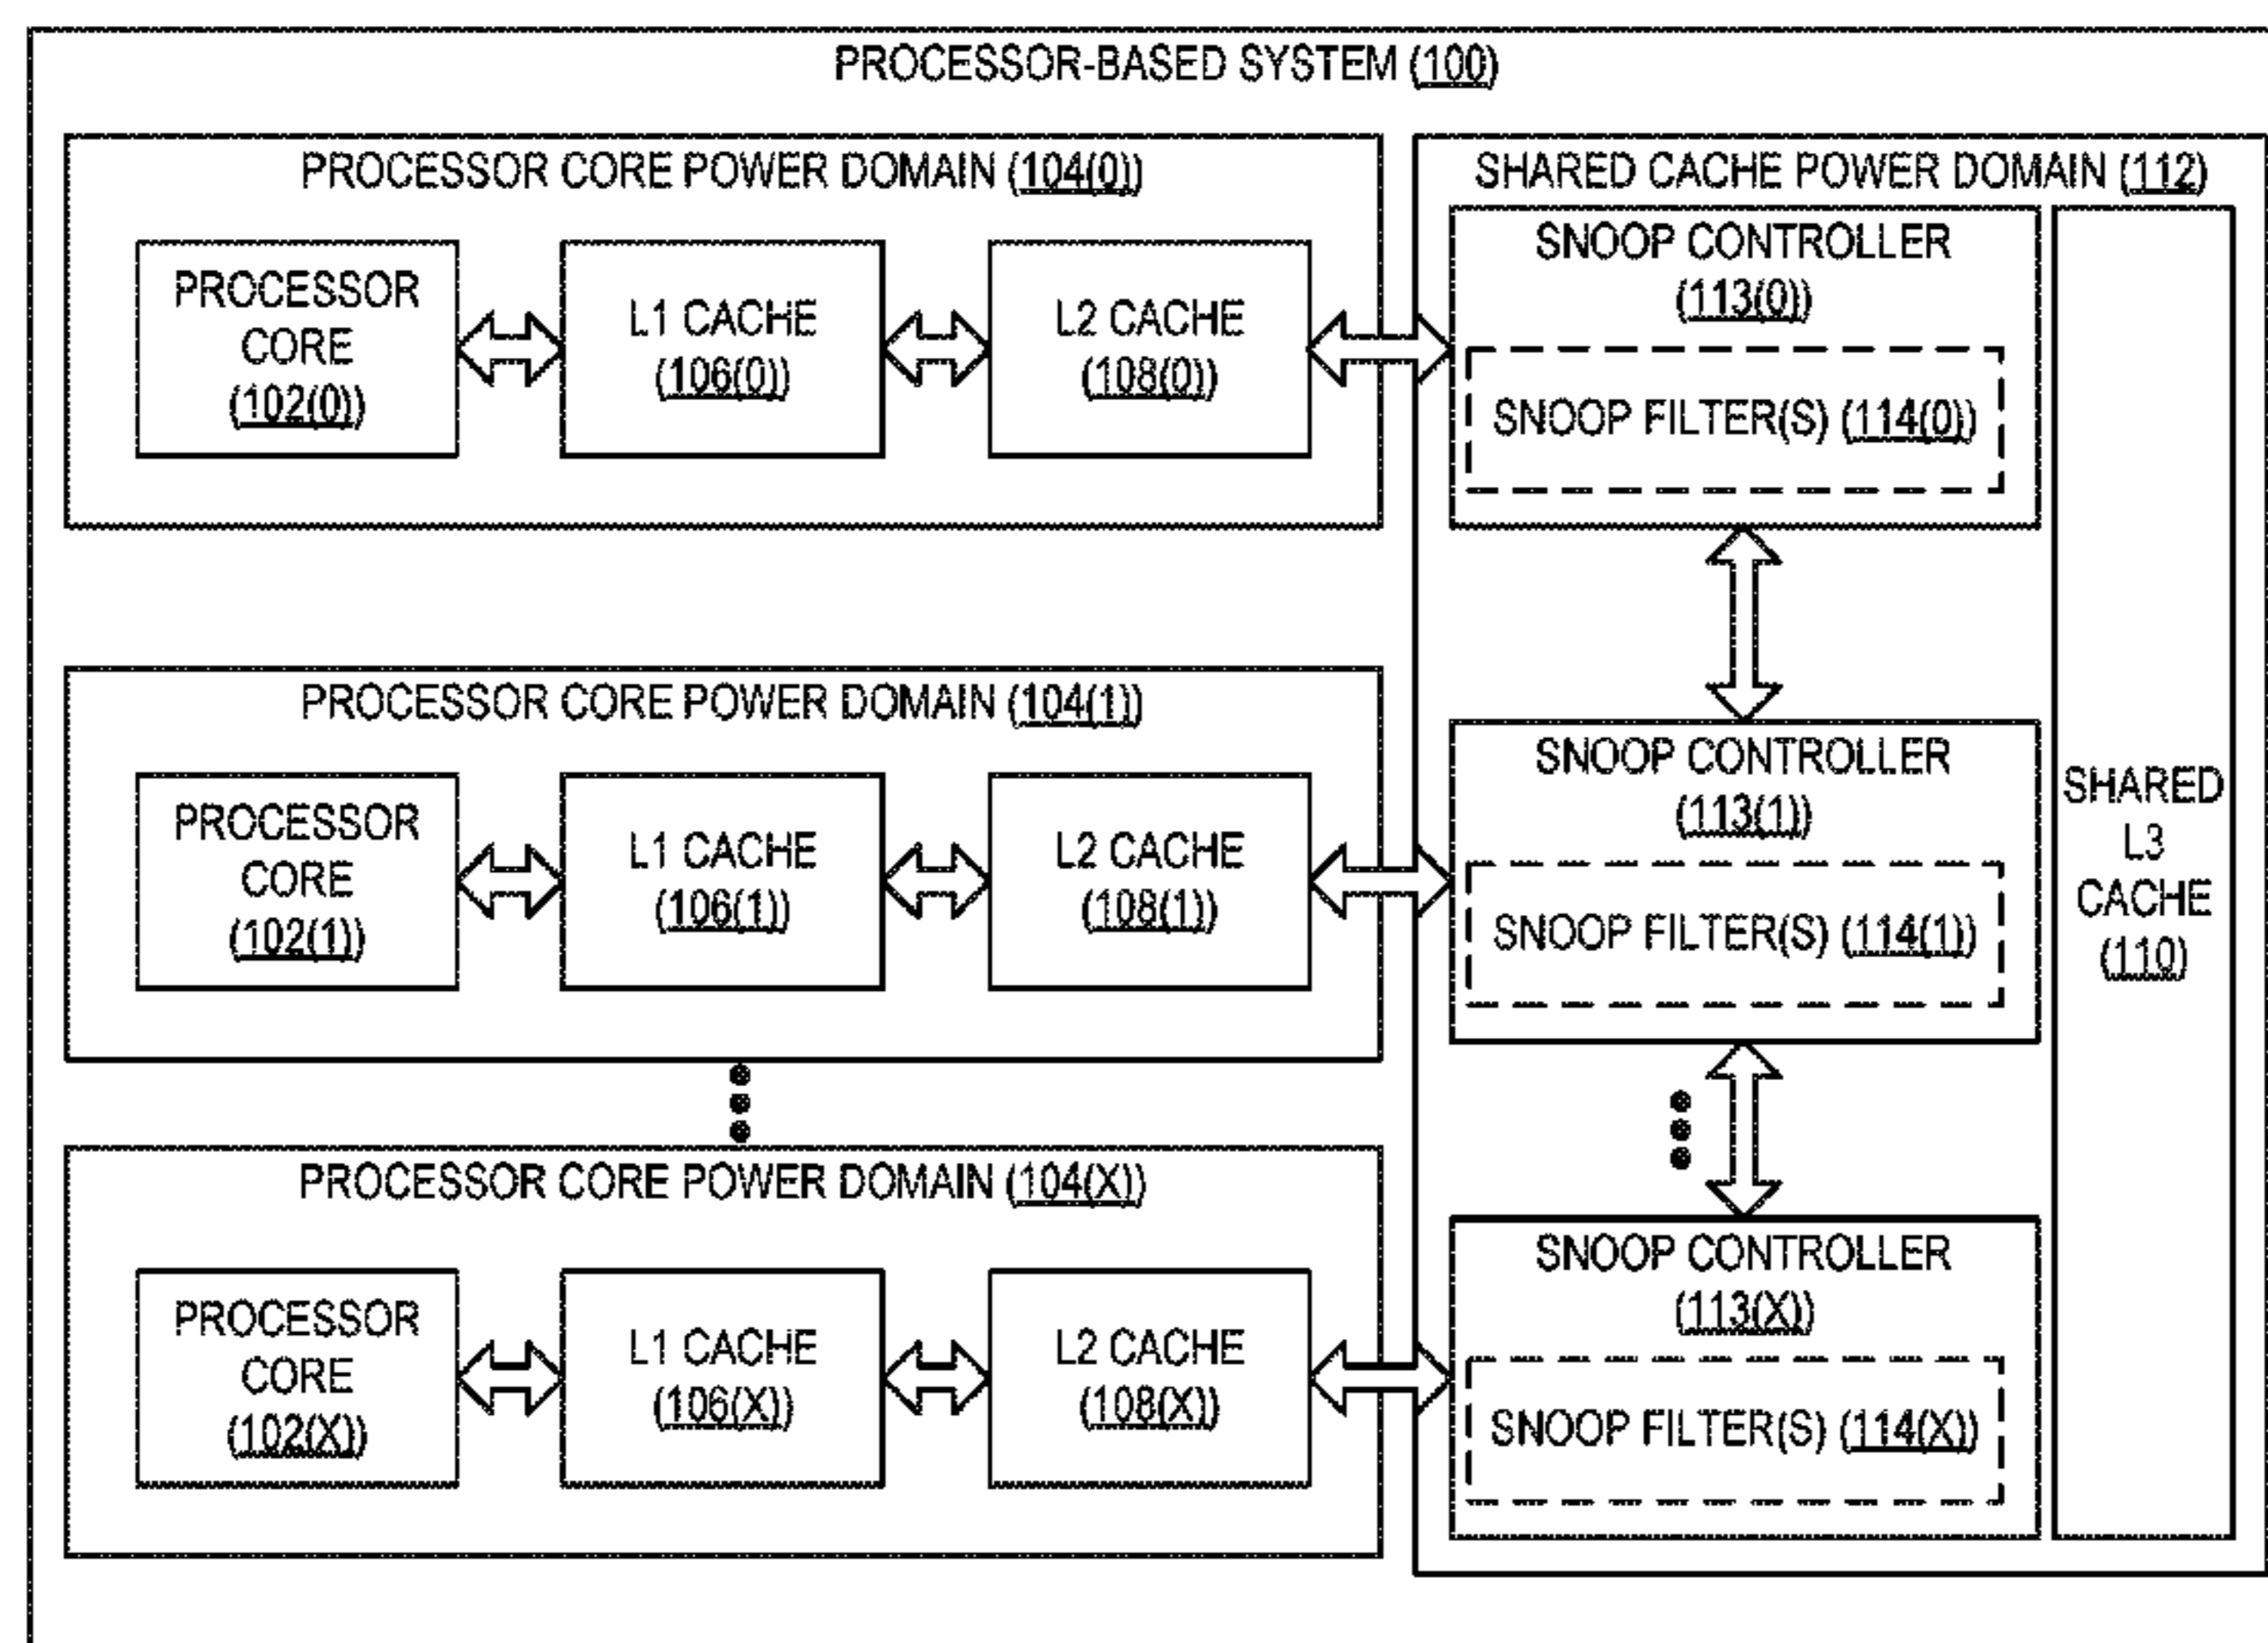 PROCESSOR-BASED SYSTEM (100)
PROCESSOR CORE POWER DOMAIN (104(0))
PROCESSOR
CORE
(102(0))
L1 CACHE
(106(0))
L2 CACHE
(108(0))
SHARED CACHE POWER DOMAIN (112)
SNOOP CONTROLLER
(113(0))
SNOOP FILTER(S) (114(0))
PROCESSOR CORE POWER DOMAIN (104(1))
PROCESSOR
CORE
(102(1))
L1 CACHE
(106(1))
L2 CACHE
(108(1))
SNOOP CONTROLLER
(113(1))
SNOOP FILTER(S) (114(1))
SHARED
L3
CACHE
(110)
PROCESSOR CORE POWER DOMAIN (104(X))
PROCESSOR
CORE
(102(X))
L1 CACHE
(106(X))
L2 CACHE
(108(X))
SNOOP CONTROLLER
(113(X))
SNOOP FILTER(S) (114(X))